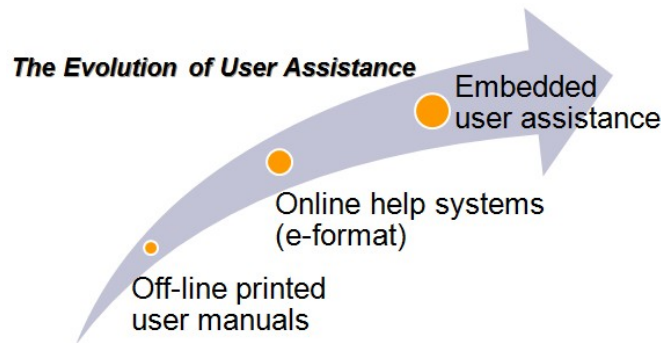 The Evolution of User Assistance
Embedded
user assistance
Online help systems
(e-format)
Off-line printed
user manuals